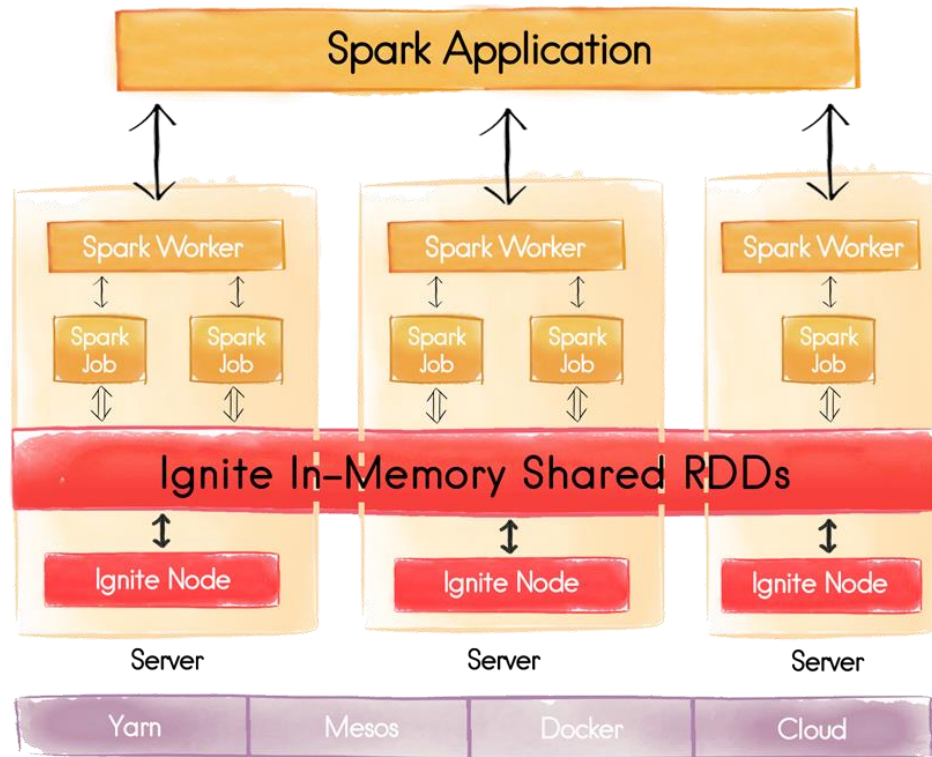 Spark Application
Spark Worker
Spark Worker
Spark Worker
Spark
Job
Spark
Job
Spark
Job
Spark
Job
Spark
Job
Ignite In-Memory Shared RDDs
Ignite Node
Ignite Node
Ignite Node
Server
Server
Server
Yarn
Mesos
Docker
Cloud